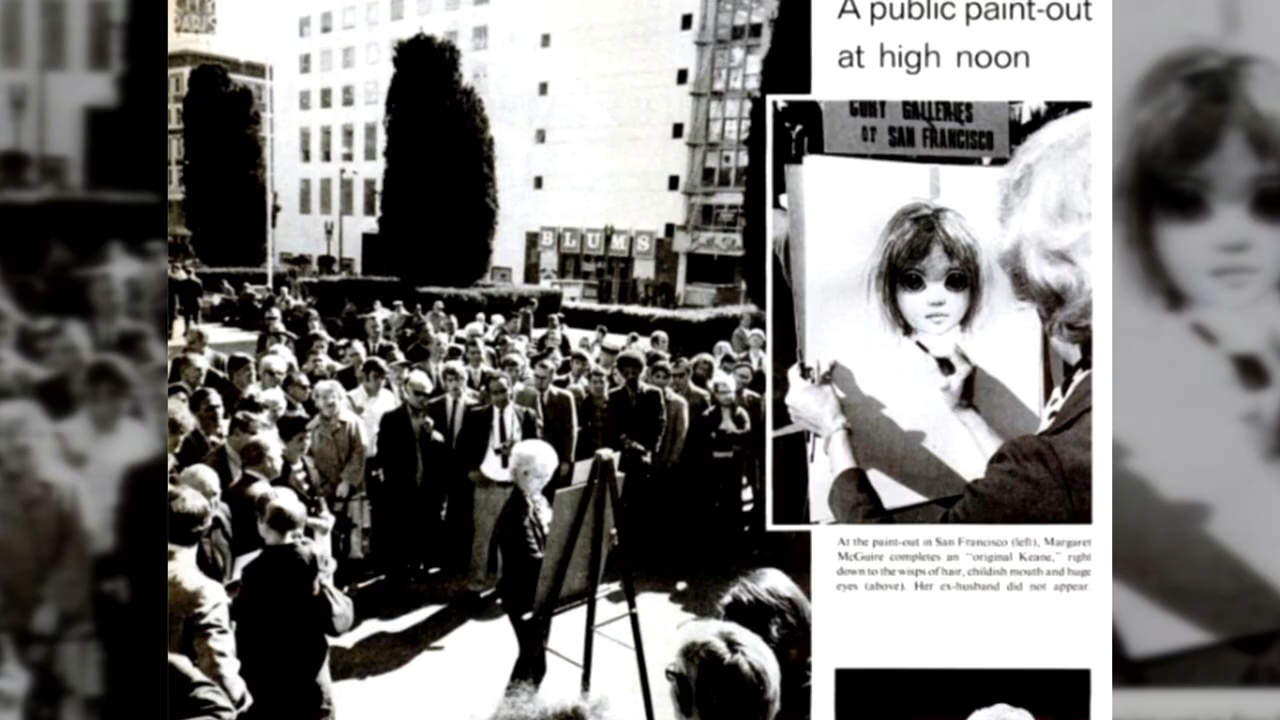 PARIS
BLUMS
A public paint-out
at high noon
GALLERIES
OF SAN FRANCISCO
At the paint-out in San Francisco (left), Margaret
McGuire completes an "original Keane," right
down to the wisps of hair, childish mouth and huge
eyes (above). Her ex-husband did not appear.